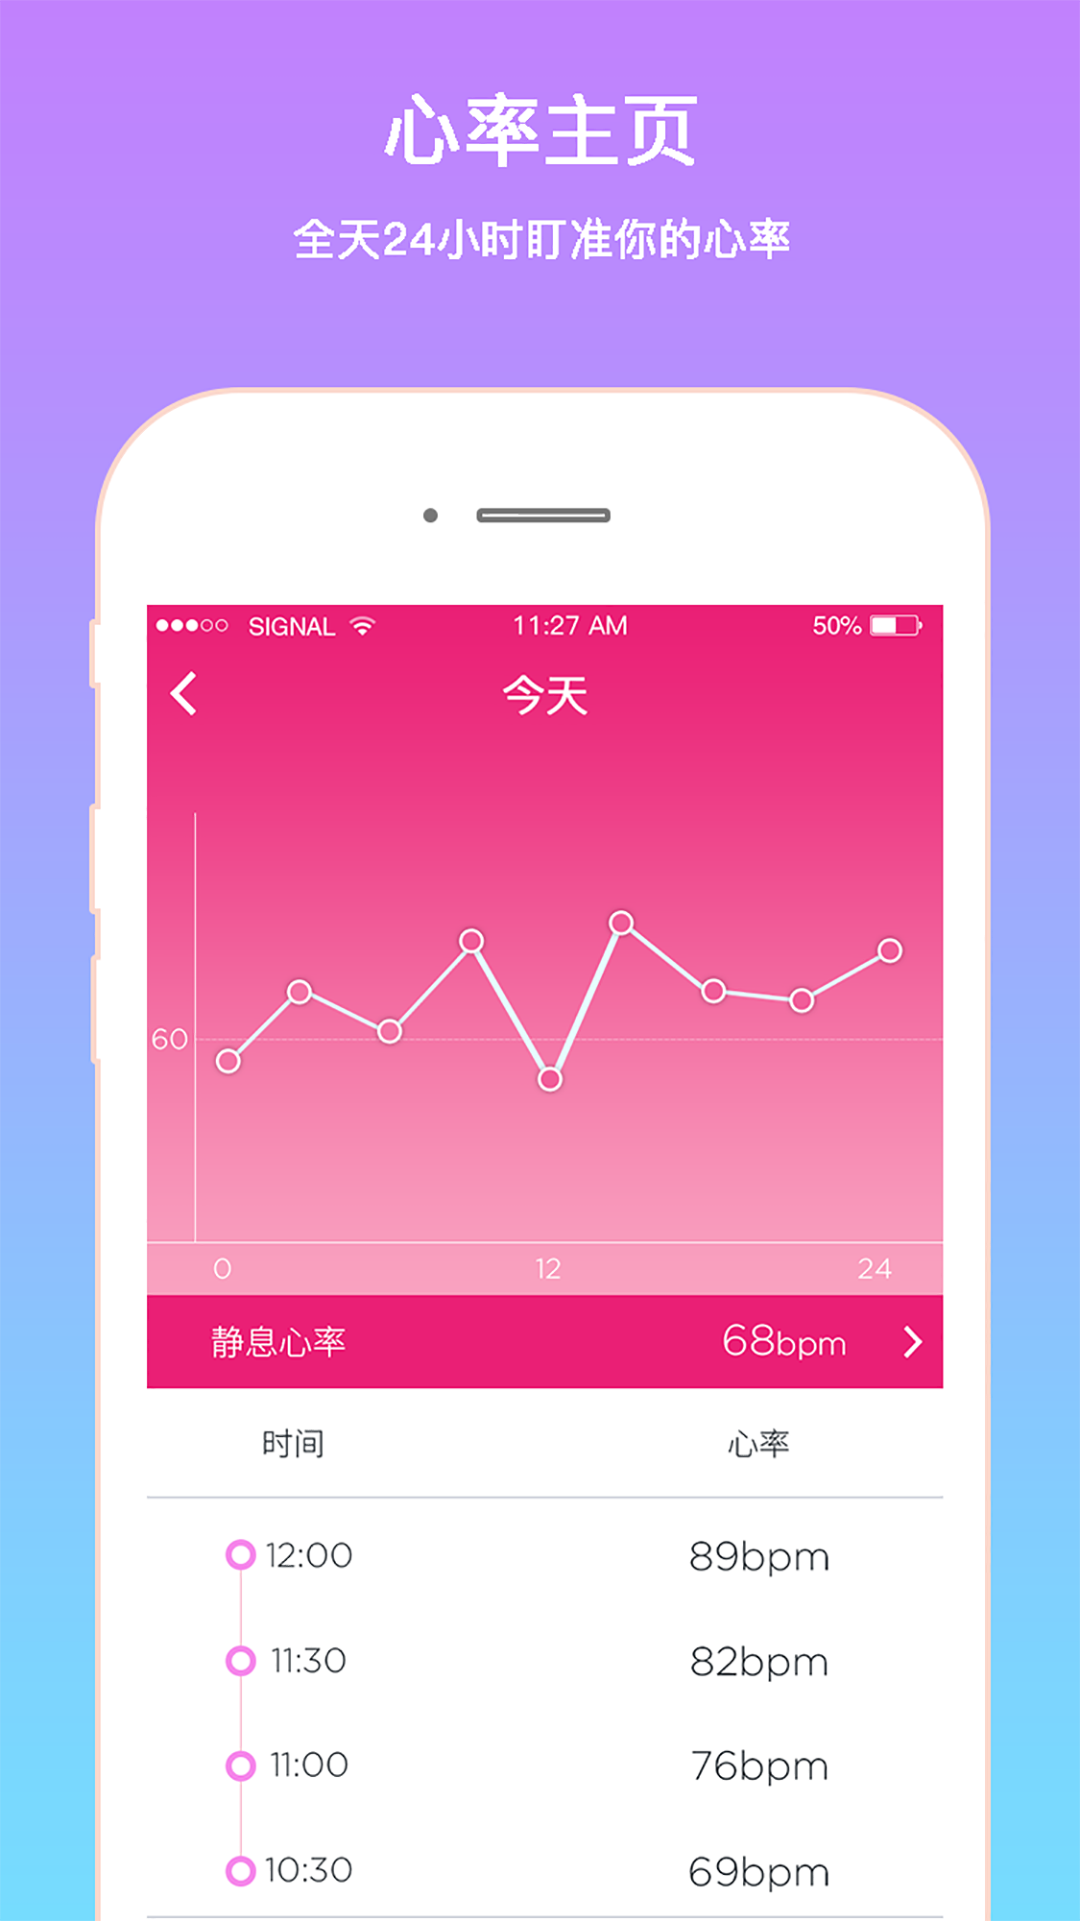 心率主页
全天24小时盯准你的心率
SIGNAL 11:27 AM 50%
今天
60
0 12 24
静息心率 68bpm
时间 心率
12:00 89bpm
11:30 82bpm
11:00 76bpm
10:30 69bpm